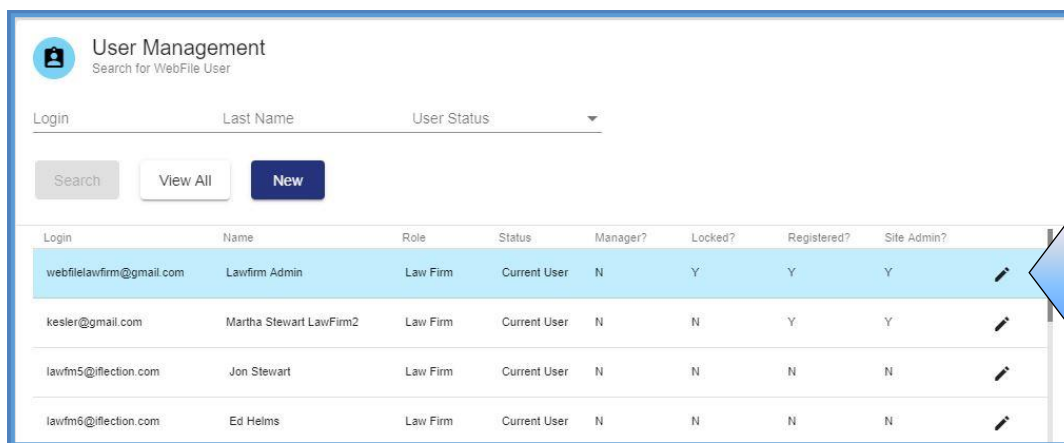 User Management
Search for WebFile User
Login Last Name User Status
Search View All New
Login Name Role Status Manager? Locked? Registered? Site Admin?
webfilelawfirm@gmail.com Lawfirm Admin Law Firm Current User N Y Y Y
kesler@gmail.com Martha Stewart LawFirm2 Law Firm Current User N N Y Y
lawfm5@iflection.com Jon Stewart Law Firm Current User N N N N
lawfm6@iflection.com Ed Helms Law Firm Current User N N N N